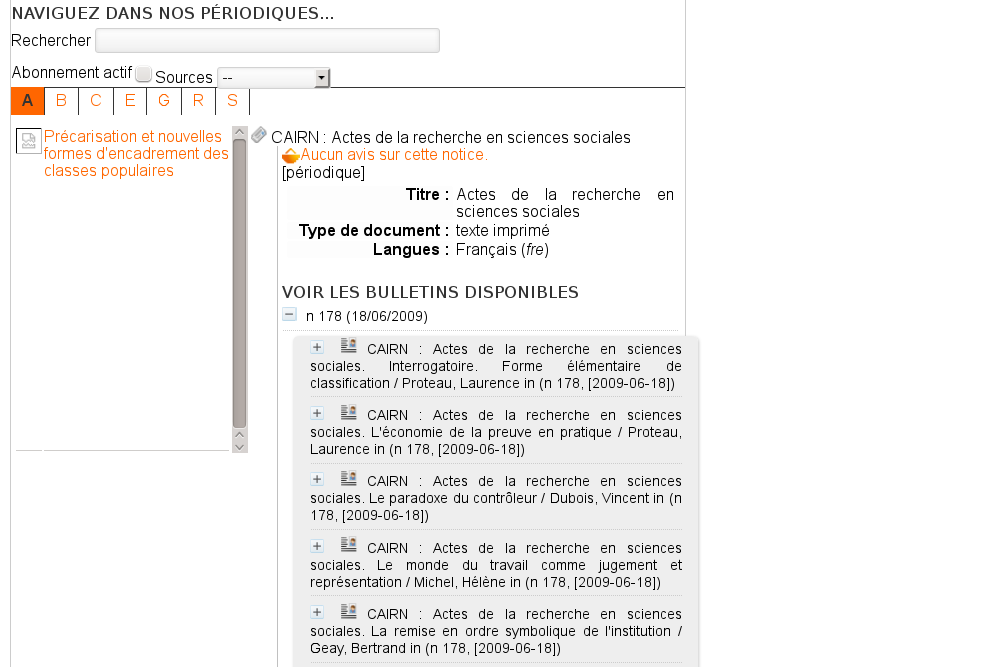 NAVIGUEZ DANS NOS PÉRIODIQUES...
Rechercher
Abonnement actif Sources --
A B C E G R S
Précarisation et nouvelles
formes d'encadrement des
classes populaires
CAIRN : Actes de la recherche en sciences sociales
Aucun avis sur cette notice.
[périodique]
Titre : Actes de la recherche en
sciences sociales
Type de document : texte imprimé
Langues : Français (fre)
VOIR LES BULLETINS DISPONIBLES
n 178 (18/06/2009)
CAIRN : Actes de la recherche en sciences
sociales. Interrogatoire. Forme élémentaire de
classification / Proteau, Laurence in (n 178, [2009-06-18])
CAIRN : Actes de la recherche en sciences
sociales. L'économie de la preuve en pratique / Proteau,
Laurence in (n 178, [2009-06-18])
CAIRN : Actes de la recherche en sciences
sociales. Le paradoxe du contrôleur / Dubois, Vincent in (n
178, [2009-06-18])
CAIRN : Actes de la recherche en sciences
sociales. Le monde du travail comme jugement et
représentation / Michel, Hélène in (n 178, [2009-06-18])
CAIRN : Actes de la recherche en sciences
sociales. La remise en ordre symbolique de l'institution /
Geay, Bertrand in (n 178, [2009-06-18])